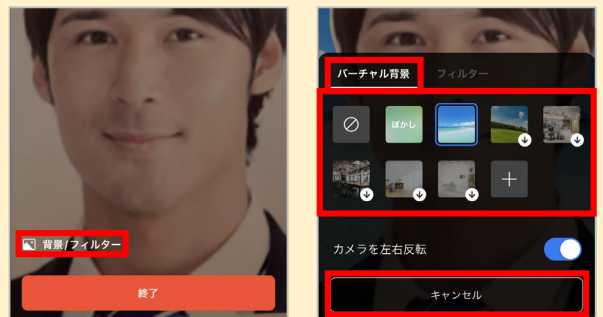 背景/フィルター
終了
バーチャル背景 フィルター
ぼかし
カメラを左右反転
キャンセル